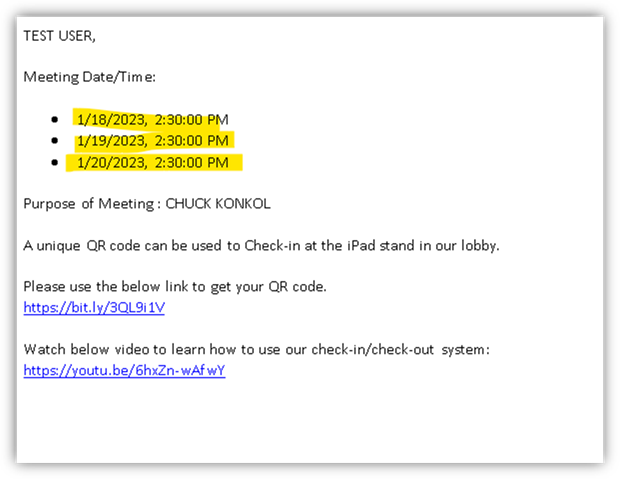 TEST USER,
Meeting Date/Time:
• 1/18/2023, 2:30:00 PM
• 1/19/2023, 2:30:00 PM
• 1/20/2023, 2:30:00 PM
Purpose of Meeting : CHUCK KONKOL
A unique QR code can be used to Check-in at the iPad stand in our lobby.
Please use the below link to get your QR code.
https://bit.ly/3QL9i1V
Watch below video to learn how to use our check-in/check-out system:
https://youtu.be/6hxZn-wAfwY